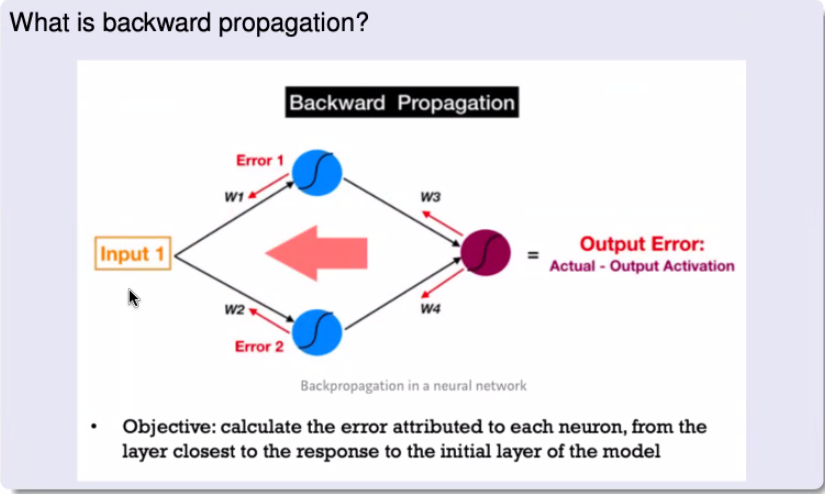 What is backward propagation?
Backward Propagation
Error 1
W1
W3
Input 1
=
Output Error:
Actual - Output Activation
W2
W4
Error 2
Backpropagation in a neural network
• Objective: calculate the error attributed to each neuron, from the
layer closest to the response to the initial layer of the model